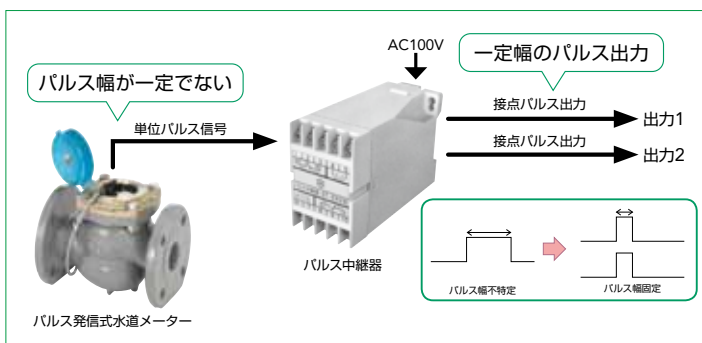 AC100V
一定幅のパルス出力
パルス幅が一定でない
単位パルス信号
接点パルス出力
出力1
接点パルス出力
出力2
パルス中継器
パルス幅不特定
パルス幅固定
パルス発信式水道メーター